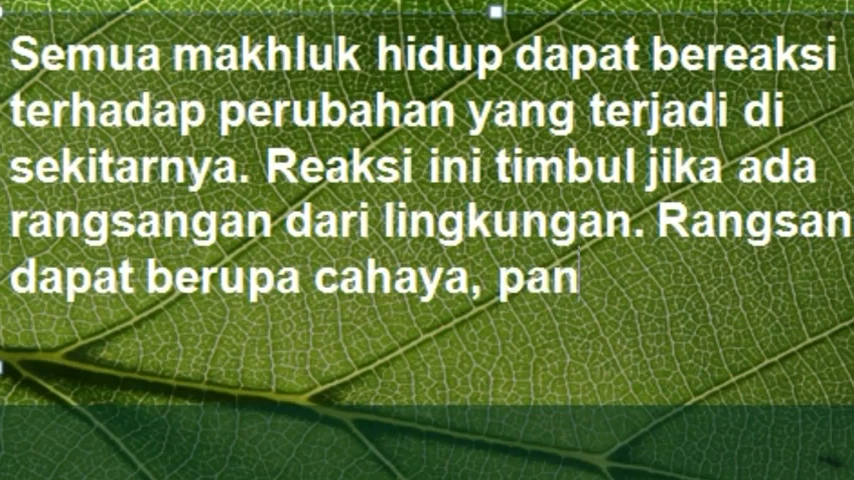 Semua makhluk hidup dapat bereaksi
terhadap perubahan yang terjadi di
sekitarnya. Reaksi ini timbul jika ada
rangsangan dari lingkungan. Rangsan
dapat berupa cahaya, pan